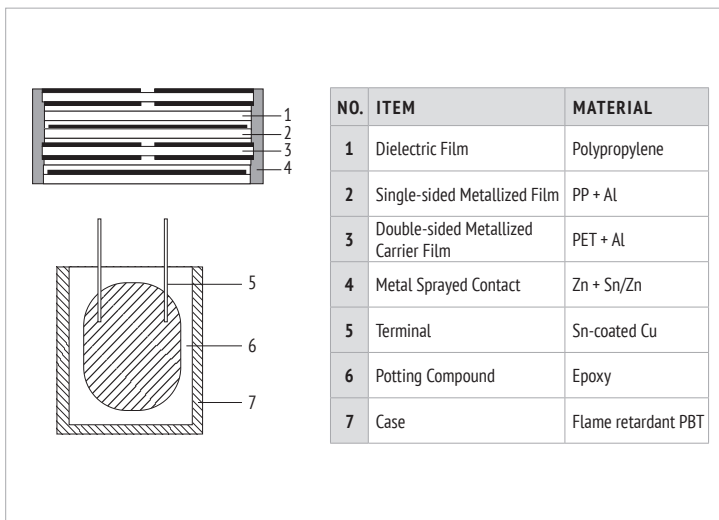 1
2
3
4
5
6
7
NO. ITEM MATERIAL
1 Dielectric Film Polypropylene
2 Single-sided Metallized Film PP + Al
3 Double-sided Metallized
Carrier Film PET + Al
4 Metal Sprayed Contact Zn + Sn/Zn
5 Terminal Sn-coated Cu
6 Potting Compound Epoxy
7 Case Flame retardant PBT